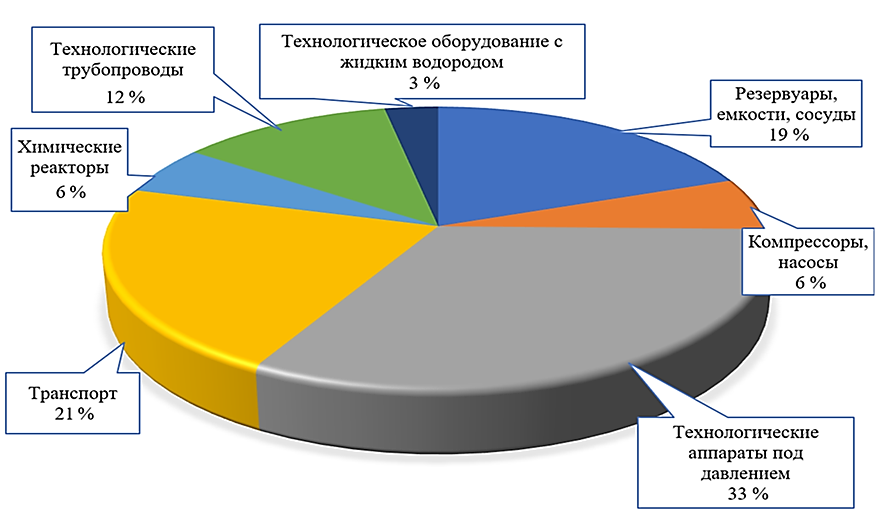 Технологические
трубопроводы
12 %
Технологическое оборудование с
жидким водородом
3 %
Резервуары,
емкости, сосуды
19 %
Химические
реакторы
6 %
Компрессоры,
насосы
6 %
Транспорт
21 %
Технологические
аппараты под
давлением
33 %